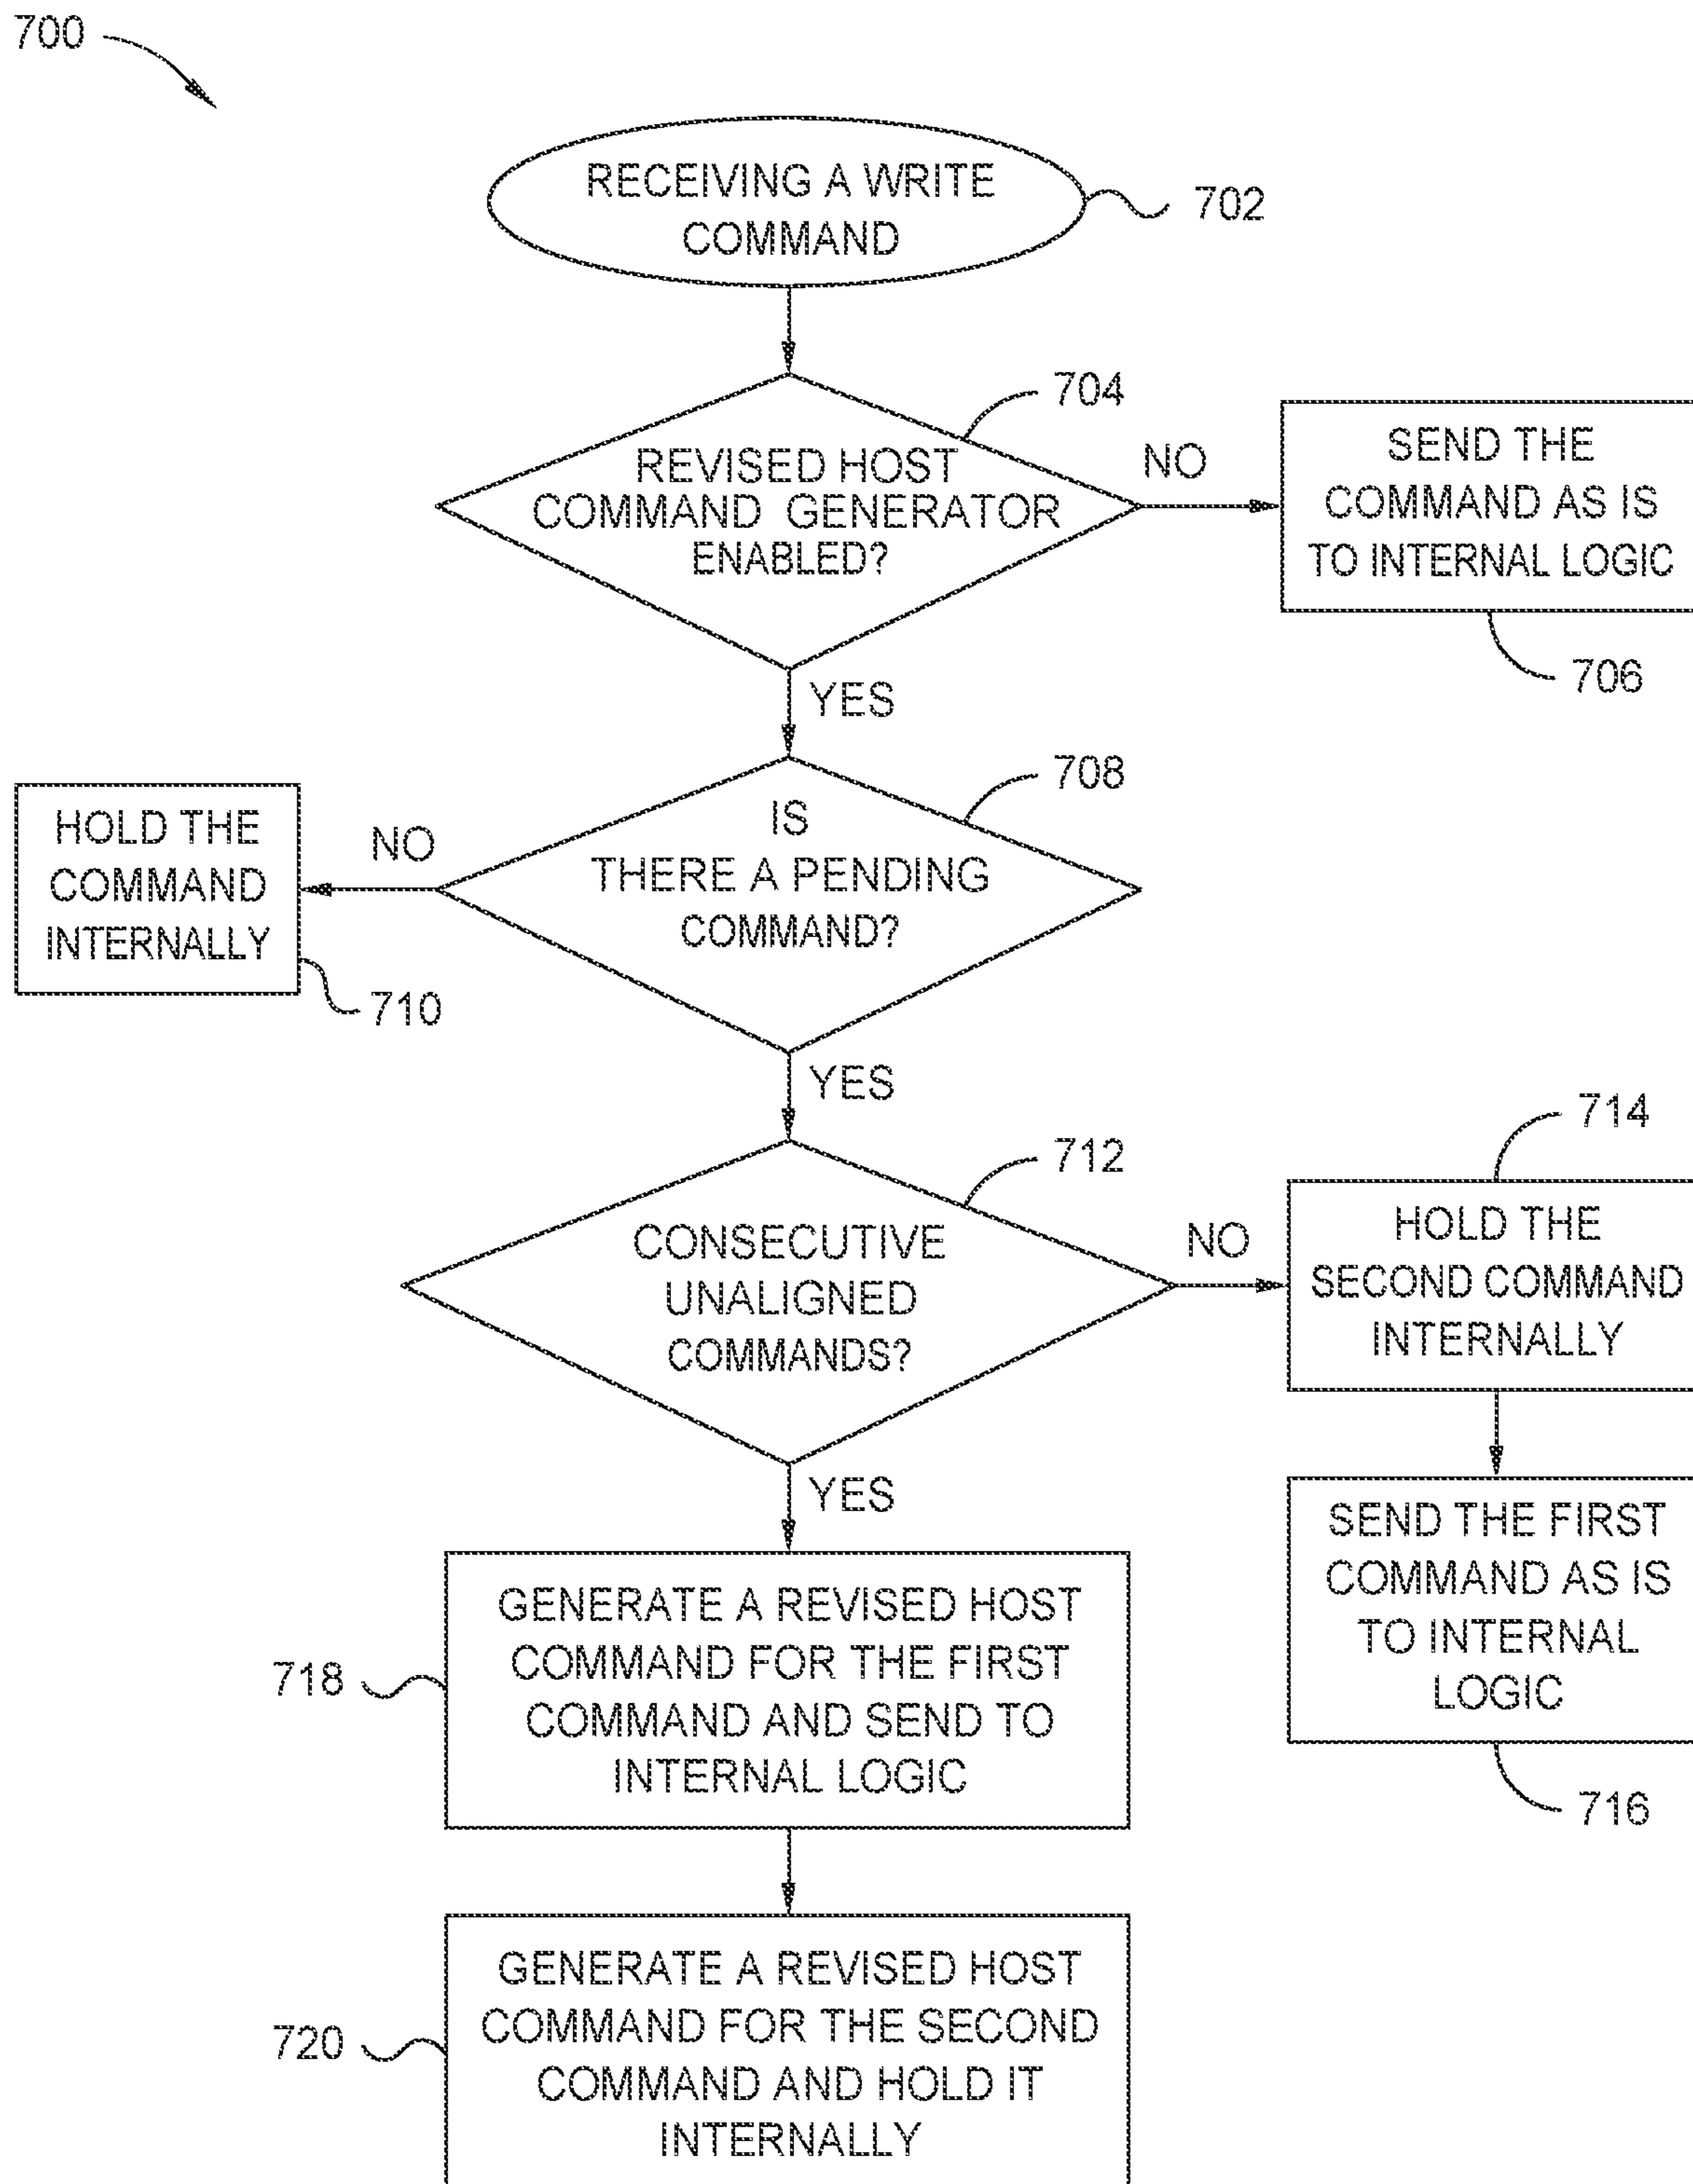 700
RECEIVING A WRITE
COMMAND
702
704
REVISED HOST
COMMAND GENERATOR
ENABLED?
NO
SEND THE
COMMAND AS IS
TO INTERNAL LOGIC
706
YES
708
IS
THERE A PENDING
COMMAND?
NO
HOLD THE
COMMAND
INTERNALLY
710
YES
712
CONSECUTIVE
UNALIGNED
COMMANDS?
NO
714
HOLD THE
SECOND COMMAND
INTERNALLY
SEND THE FIRST
COMMAND AS IS
TO INTERNAL
LOGIC
716
YES
GENERATE A REVISED HOST
COMMAND FOR THE FIRST
COMMAND AND SEND TO
INTERNAL LOGIC
718
GENERATE A REVISED HOST
COMMAND FOR THE SECOND
COMMAND AND HOLD IT
INTERNALLY
720